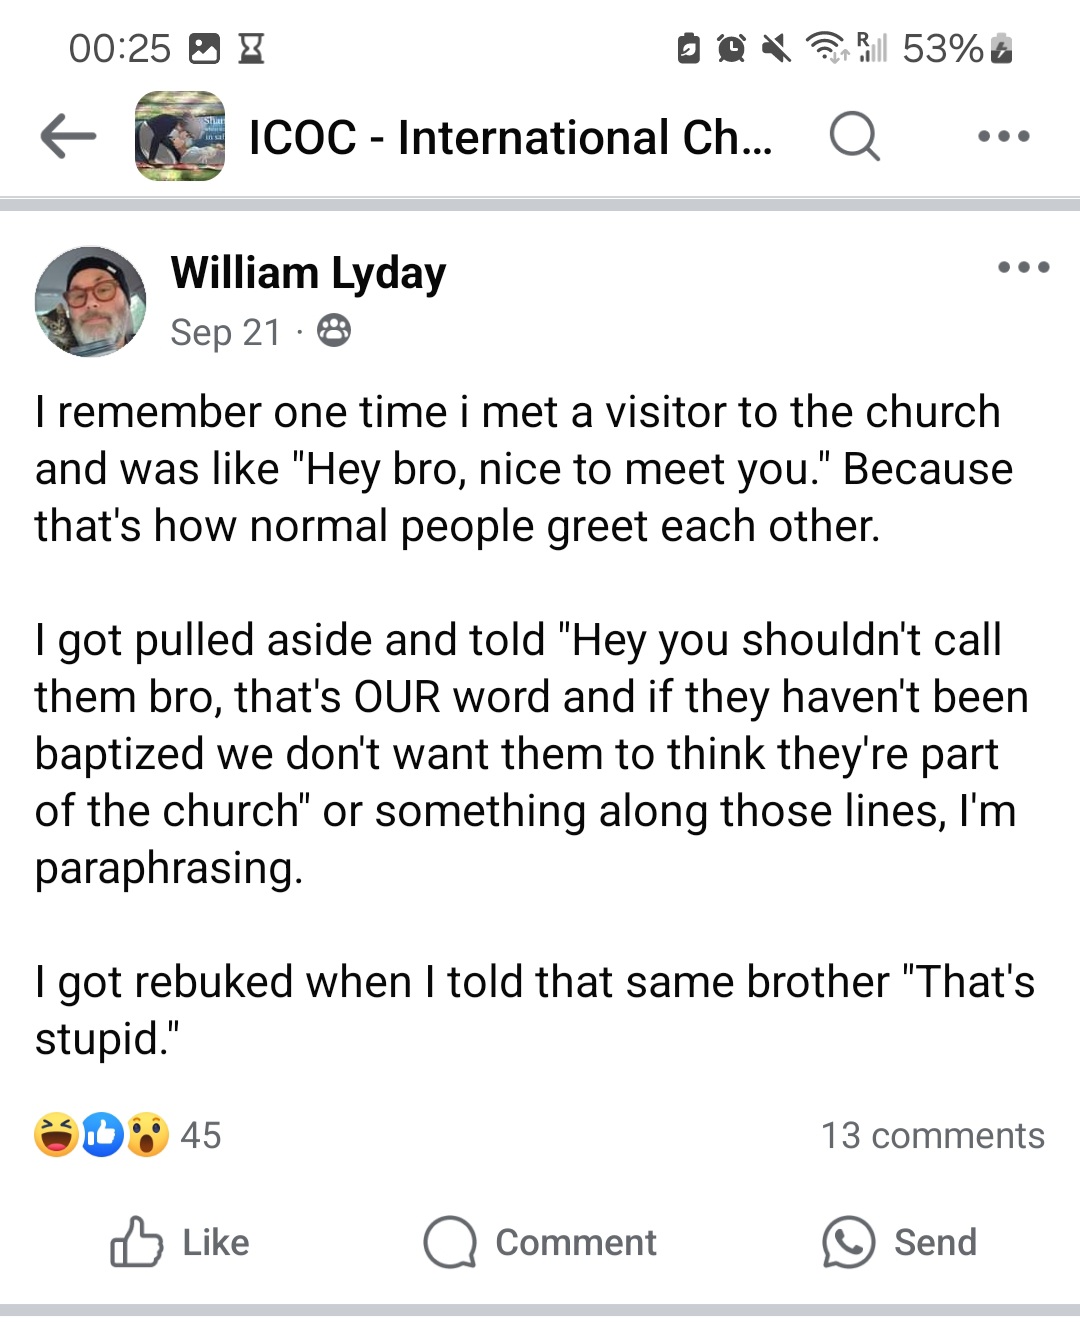 00:25 53%
ICOC - International Ch...
William Lyday
Sep 21 ·
I remember one time i met a visitor to the church
and was like "Hey bro, nice to meet you." Because
that's how normal people greet each other.
I got pulled aside and told "Hey you shouldn't call
them bro, that's OUR word and if they haven't been
baptized we don't want them to think they're part
of the church" or something along those lines, I'm
paraphrasing.
I got rebuked when I told that same brother "That's
stupid."
45 13 comments
Like Comment Send